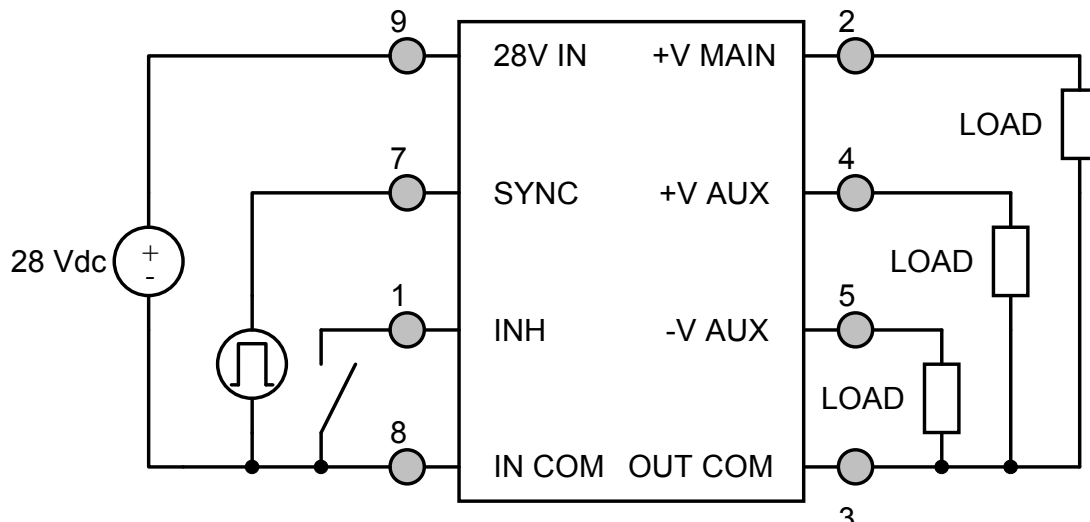 9
28V IN
+V MAIN
2
LOAD
7
SYNC
+V AUX
4
28 Vdc
+
-
LOAD
1
INH
-V AUX
5
LOAD
8
IN COM
OUT COM
3